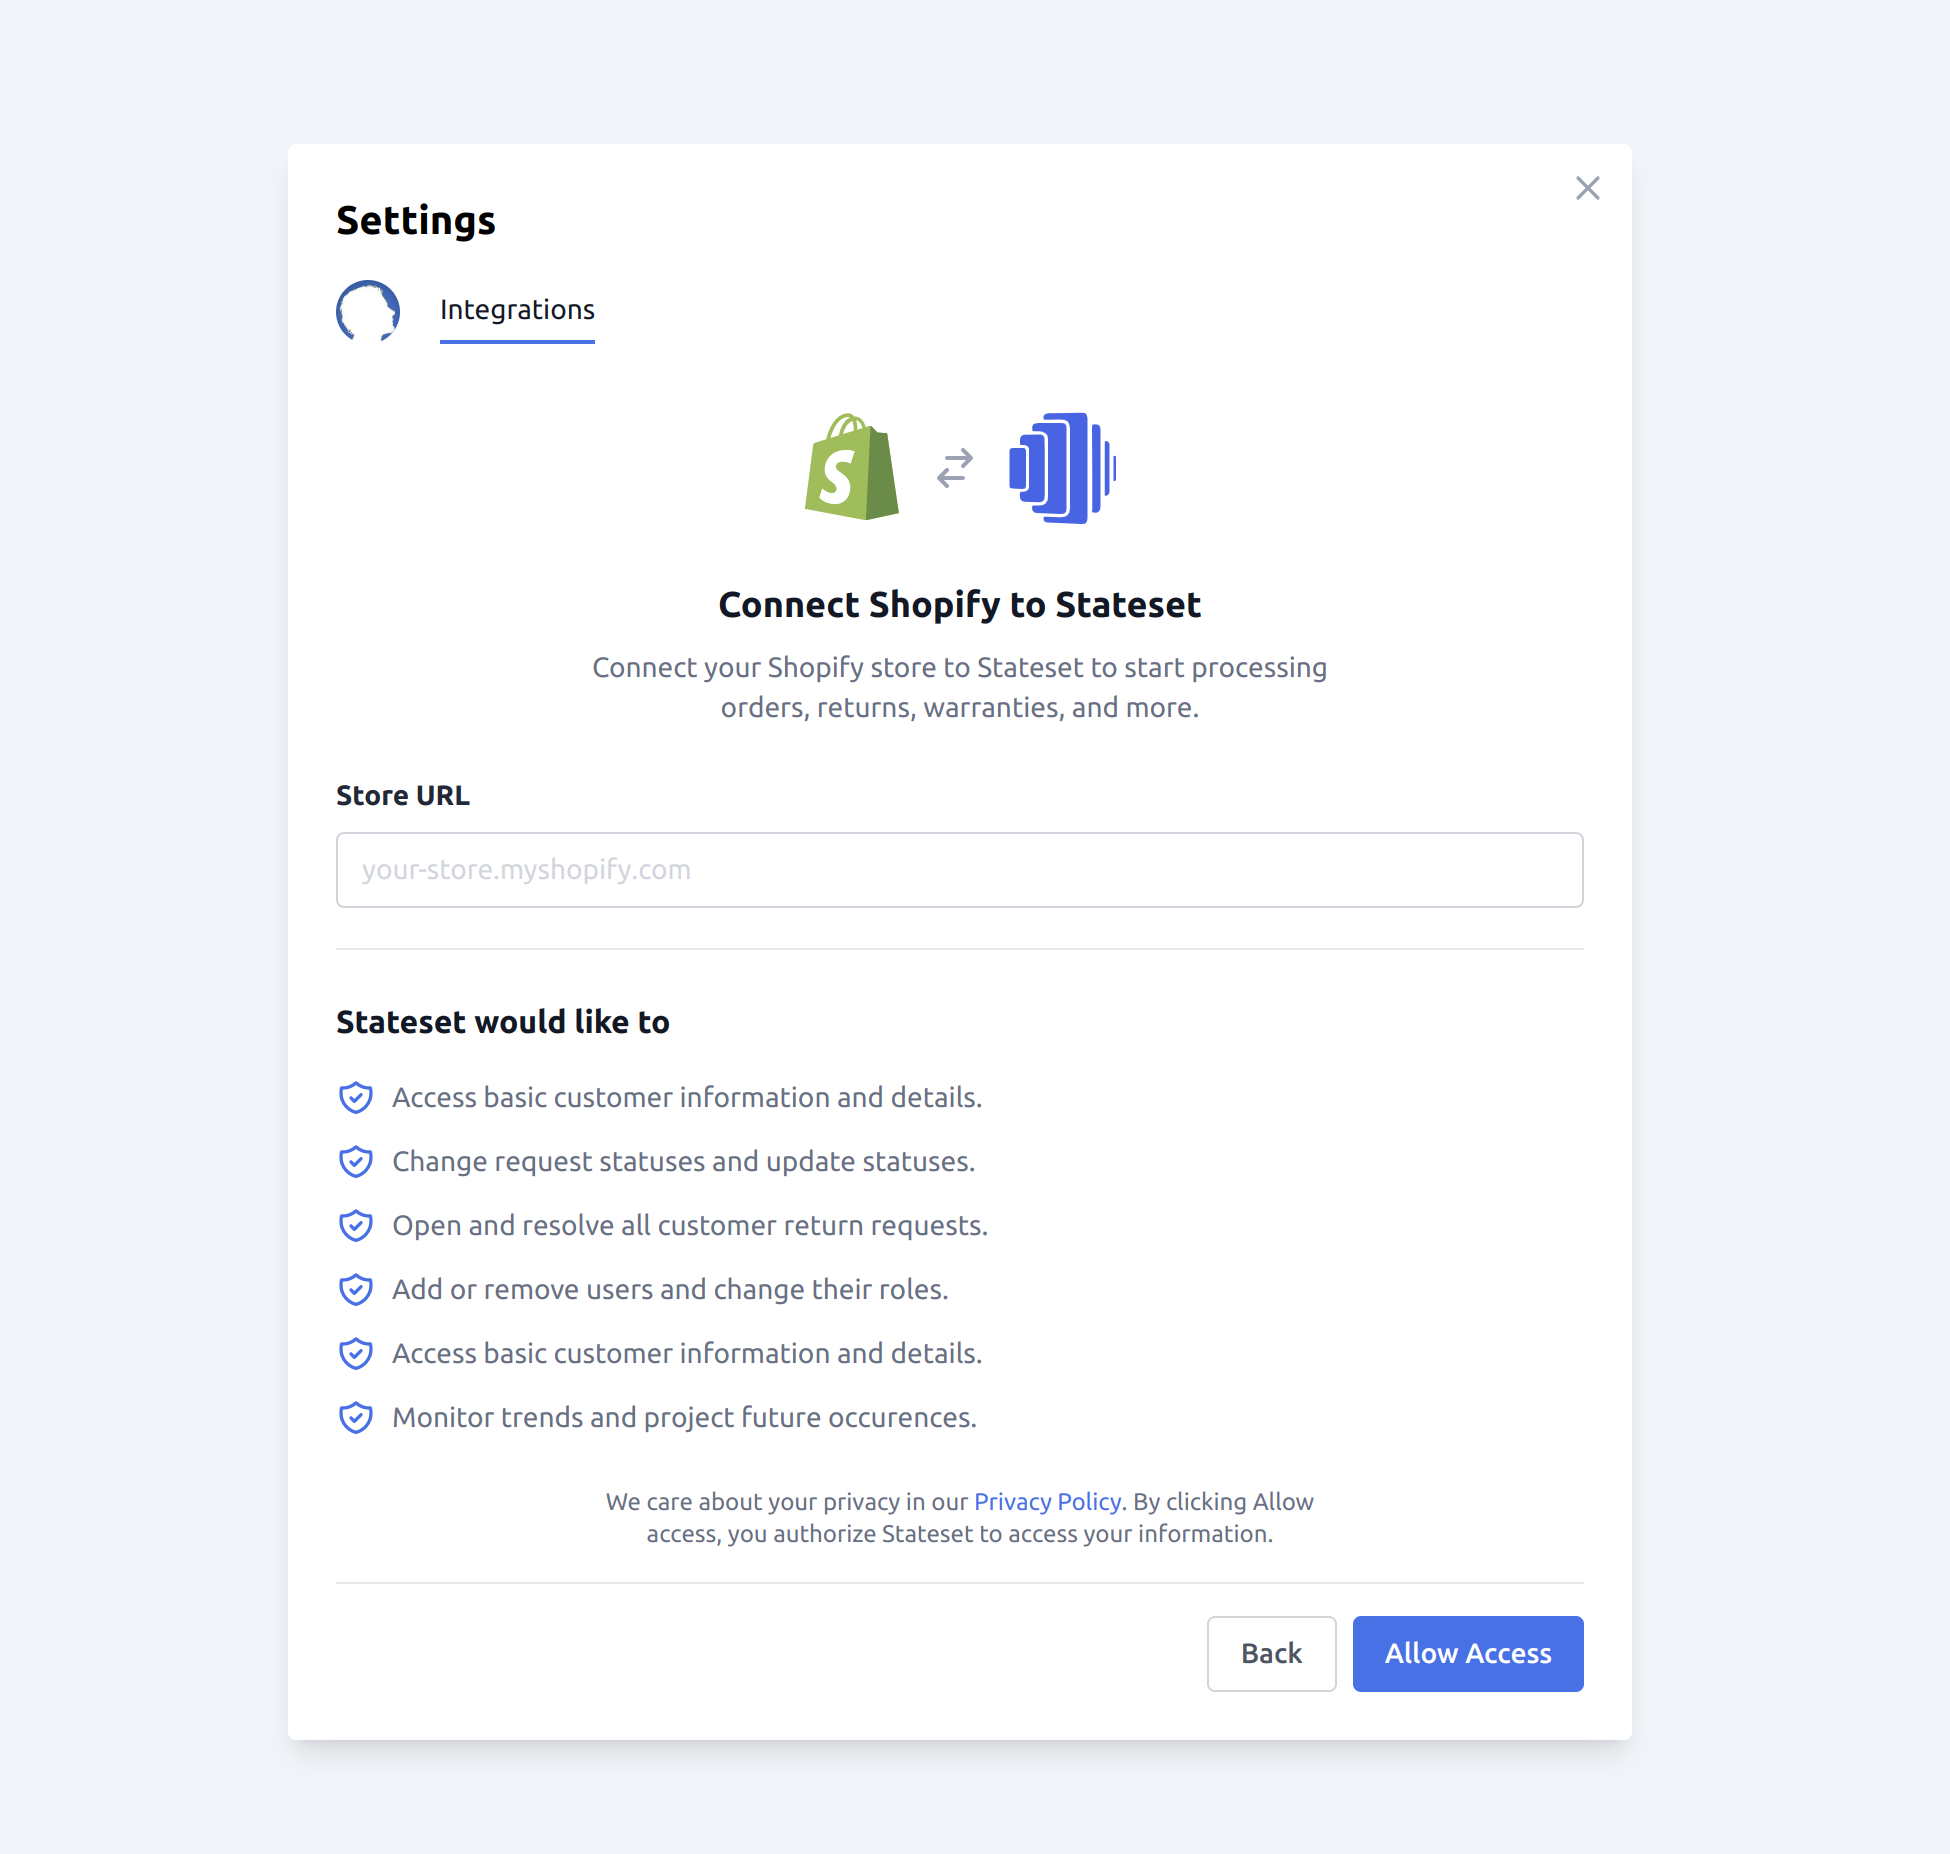 Settings
Integrations
S
Connect Shopify to Stateset
Connect your Shopify store to Stateset to start processing
orders, returns, warranties, and more.
Store URL
your-store.myshopify.com
Stateset would like to
Access basic customer information and details.
Change request statuses and update statuses.
Open and resolve all customer return requests.
Add or remove users and change their roles.
Access basic customer information and details.
Monitor trends and project future occurences.
We care about your privacy in our Privacy Policy. By clicking Allow
access, you authorize Stateset to access your information.
Back
Allow Access